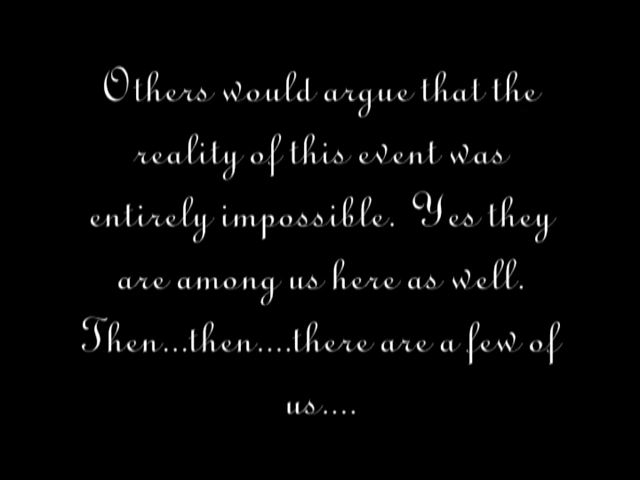 Others would argue that the
reality of this event was
entirely impossible. Yes they
are among us here as well.
Then...then....there are a few of
us....